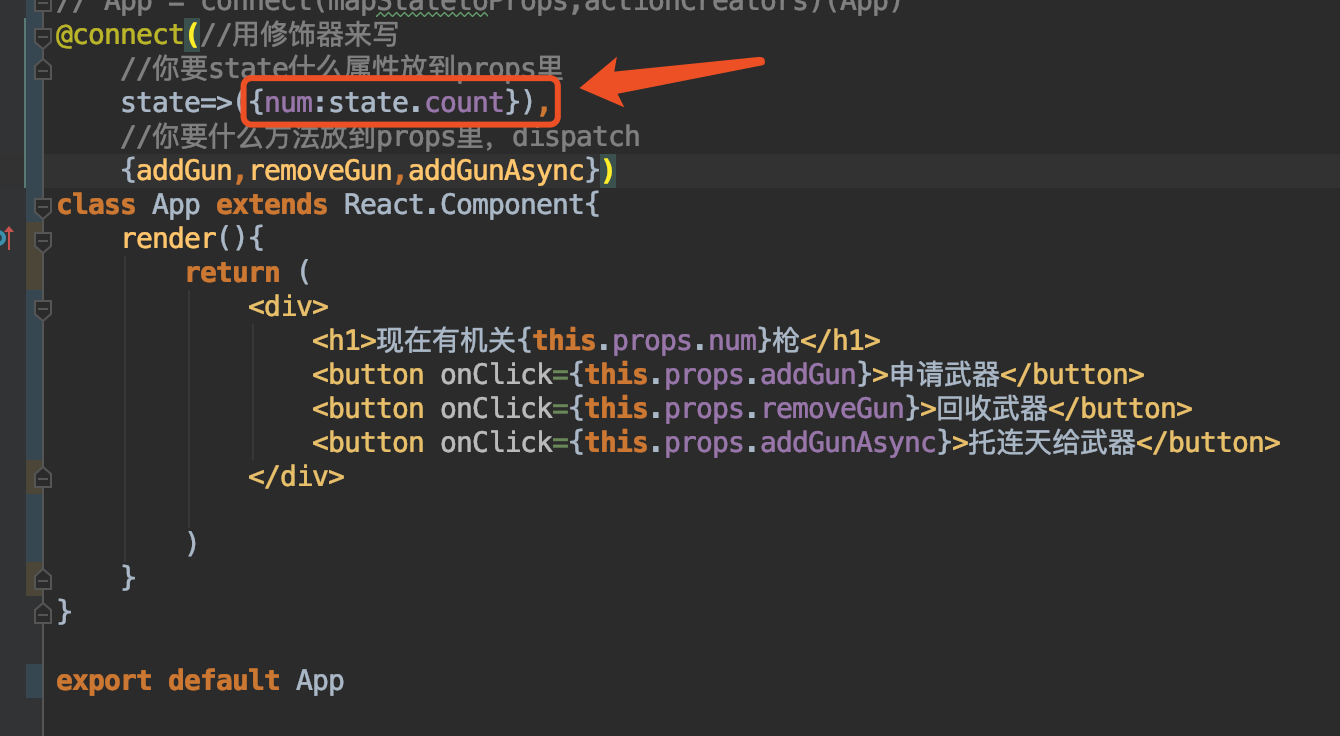 // App = connect(mapStatetoProps,actionCreators)(App)
@connect(//用修饰器来写
//你要state什么属性放到props里
state=>({num:state.count}),
//你要什么方法放到props里，dispatch
{addGun,removeGun,addGunAsync})
class App extends React.Component{
render(){
return (
<div>
<h1>现在有机关{this.props.num}枪</h1>
<button onClick={this.props.addGun}>申请武器</button>
<button onClick={this.props.removeGun}>回收武器</button>
<button onClick={this.props.addGunAsync}>托连天给武器</button>
</div>
)
}
}
export default App